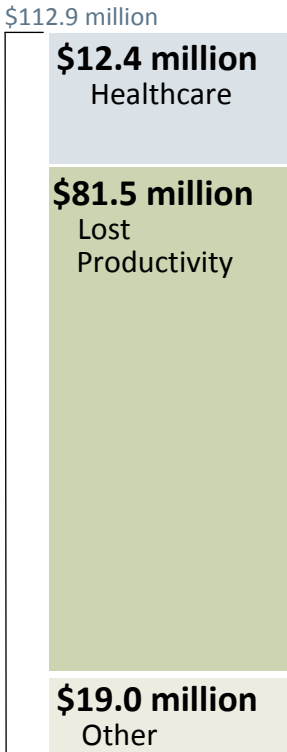 $112.9 million
$12.4 million
Healthcare
$81.5 million
Lost
Productivity
$19.0 million
Other